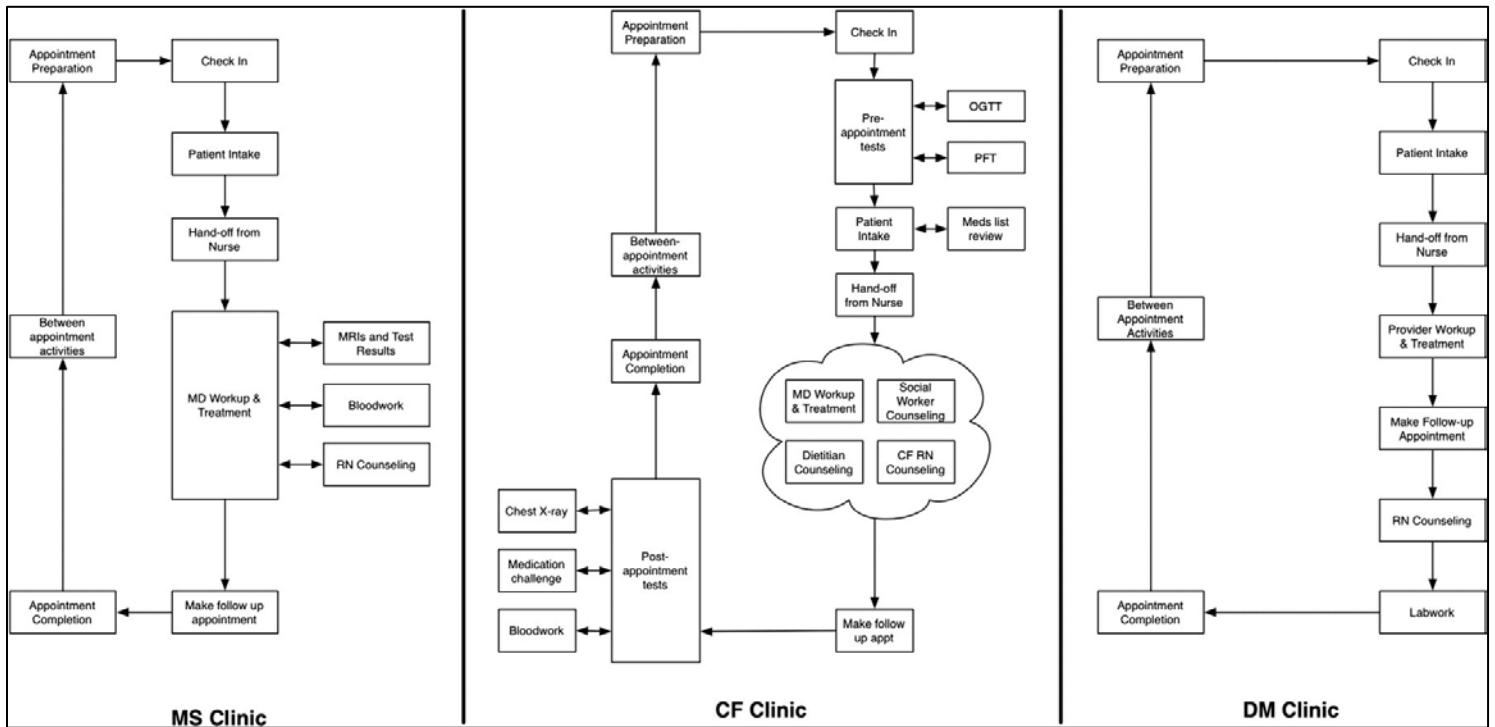 Appointment
Preparation
Check In
Patient Intake
Hand-off from
Nurse
Between
appointment
activities
MD Workup &
Treatment
MRIs and Test
Results
Bloodwork
RN Counseling
Appointment
Completion
Make follow up
appointment
MS Clinic
Appointment
Preparation
Check In
Pre-
appointment
tests
OGTT
PFT
Patient
Intake
Meds list
review
Between-
appointment
activities
Hand-off
from Nurse
Appointment
Completion
MD Workup
& Treatment
Social
Worker
Counseling
Dietitian
Counseling
CF RN
Counseling
Chest X-ray
Medication
challenge
Bloodwork
Post-
appointment
tests
Make follow
up appt
CF Clinic
Appointment
Preparation
Check In
Patient Intake
Hand-off from
Nurse
Between
Appointment
Activities
Provider Workup
& Treatment
Make Follow-up
Appointment
RN Counseling
Appointment
Completion
Labwork
DM Clinic